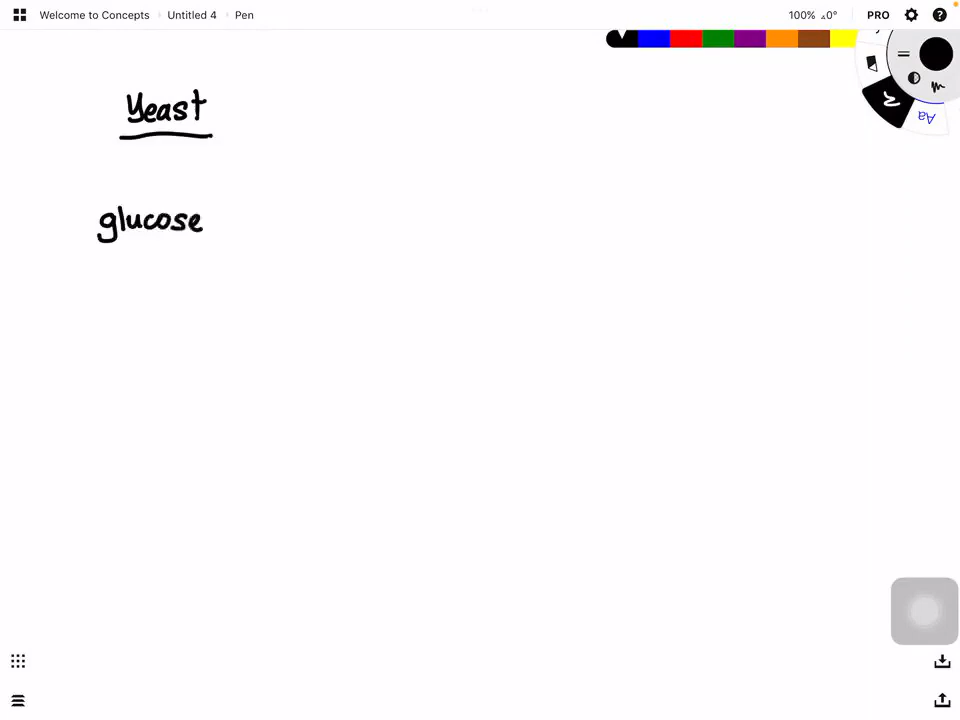 Welcome to Concepts › Untitled 4 › Pen 100% 0° PRO
Aa
Yeast
glucose